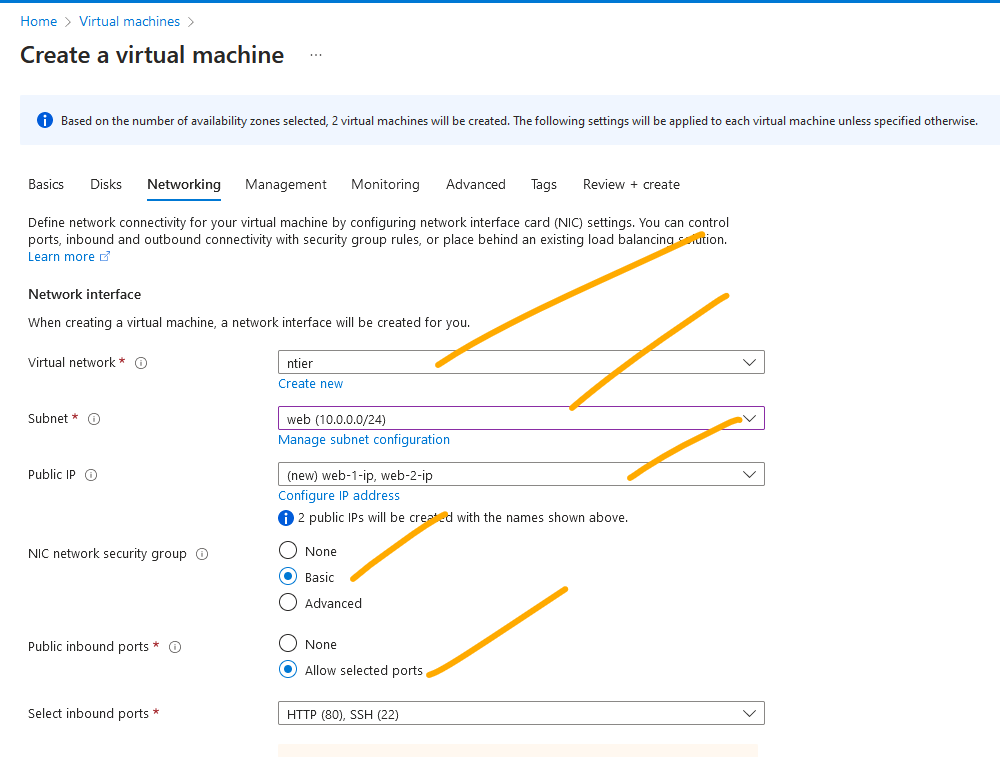 Home > Virtual machines >
Create a virtual machine ...
Based on the number of availability zones selected, 2 virtual machines will be created. The following settings will be applied to each virtual machine unless specified otherwise.
Basics Disks Networking Management Monitoring Advanced Tags Review + create
Define network connectivity for your virtual machine by configuring network interface card (NIC) settings. You can control
ports, inbound and outbound connectivity with security group rules, or place behind an existing load balancing solution.
Learn more
Network interface
When creating a virtual machine, a network interface will be created for you.
Virtual network * ntier
Create new
Subnet * web (10.0.0.0/24)
Manage subnet configuration
Public IP (new) web-1-ip, web-2-ip
Configure IP address
2 public IPs will be created with the names shown above.
NIC network security group None
Basic
Advanced
Public inbound ports * None
Allow selected ports
Select inbound ports * HTTP (80), SSH (22)